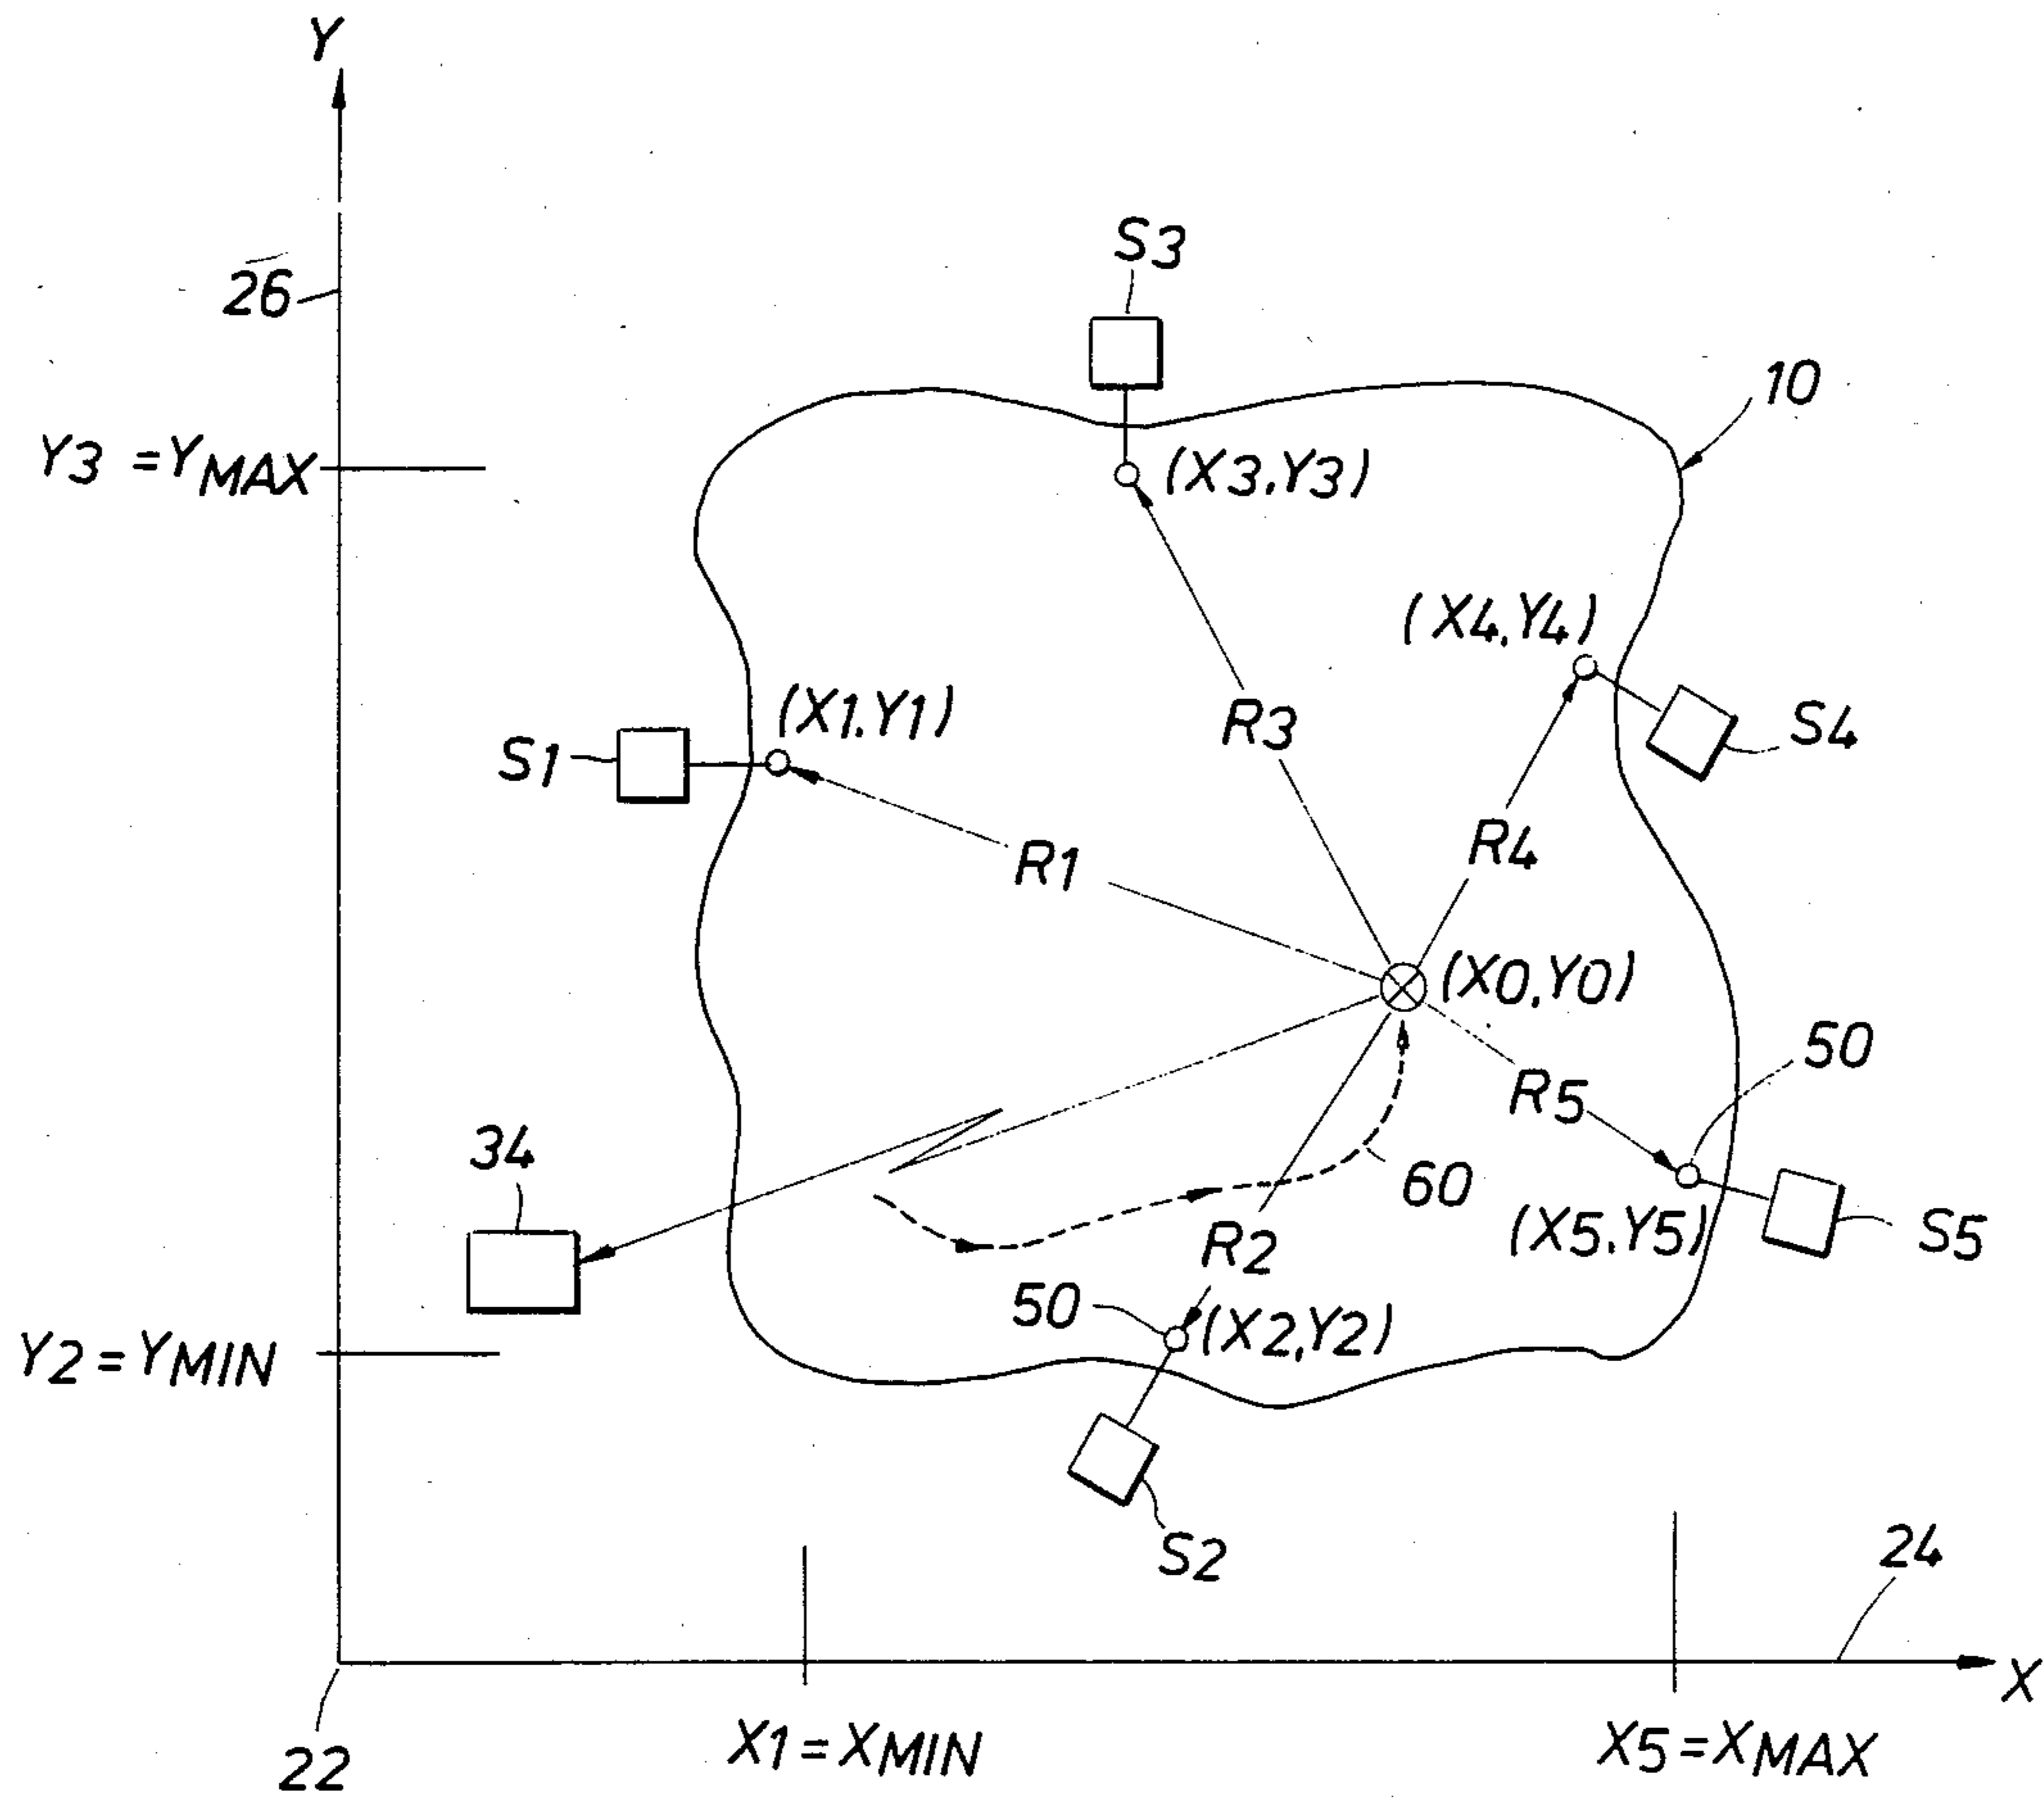 Y
S3
26
10
Y3 =YMAX
(X3,Y3)
(X4,Y4)
(X1,Y1)
R3
S4
S1
R4
R1
(X0,Y0)
50
R5
34
60
(X5,Y5)
S5
R2
50
(X2,Y2)
Y2=YMIN
S2
24
X
X1=XMIN
X5=XMAX
22